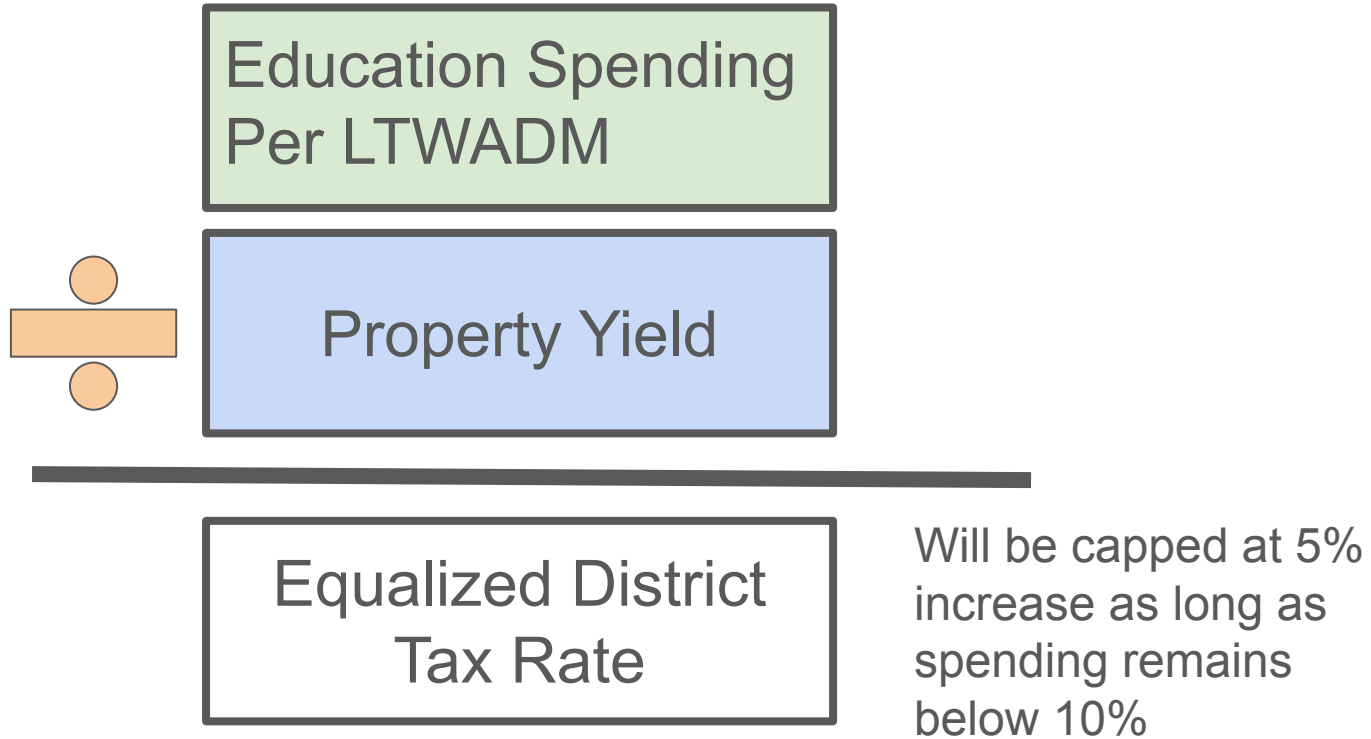 Education Spending
Per LTWADM
Property Yield
Equalized District
Tax Rate
Will be capped at 5%
increase as long as
spending remains
below 10%